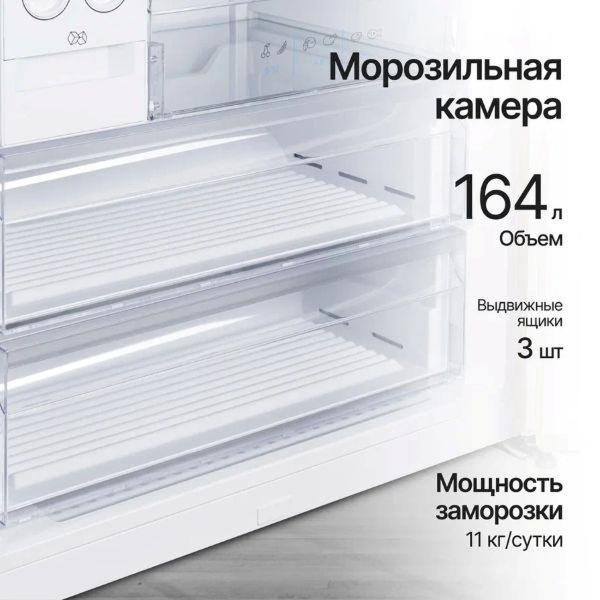 Морозильная
камера
164 л
Объем
Выдвижные
ящики
3 шт
Мощность
заморозки
11 кг/сутки